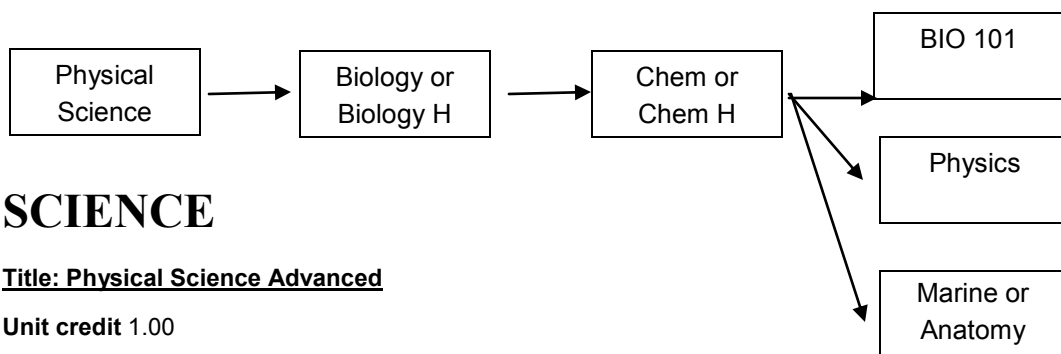 BIO 101
Physical
Science
Biology or
Biology H
Chem or
Chem H
Physics
SCIENCE
Title: Physical Science Advanced
Marine or
Anatomy
Unit credit 1.00